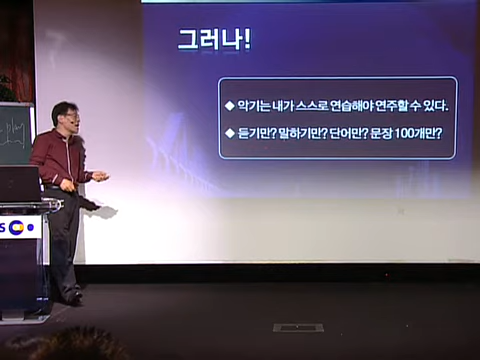 그러나!
◆ 악기는 내가 스스로 연습해야 연주할 수 있다.
◆ 듣기만? 말하기만? 단어만? 문장 100개만?
play